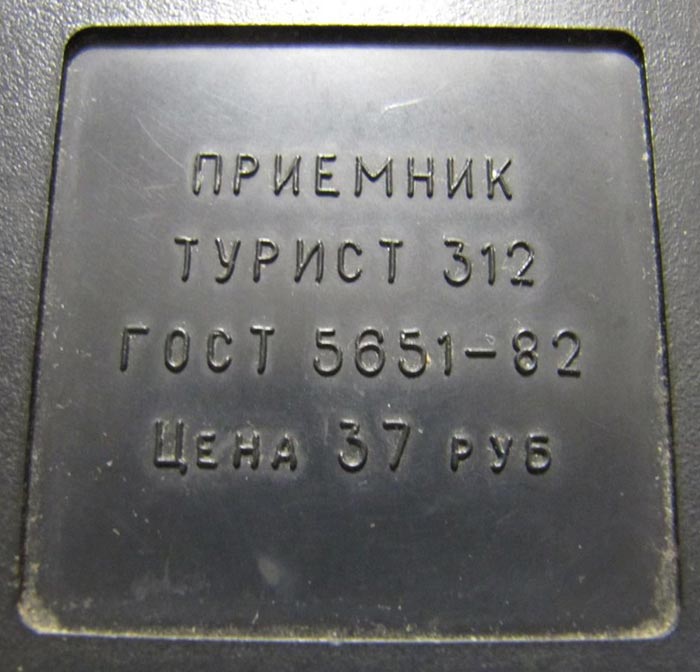 ПРИЕМНИК
ТУРИСТ 312
ГОСТ 5651-82
ЦЕНА 37 РУБ